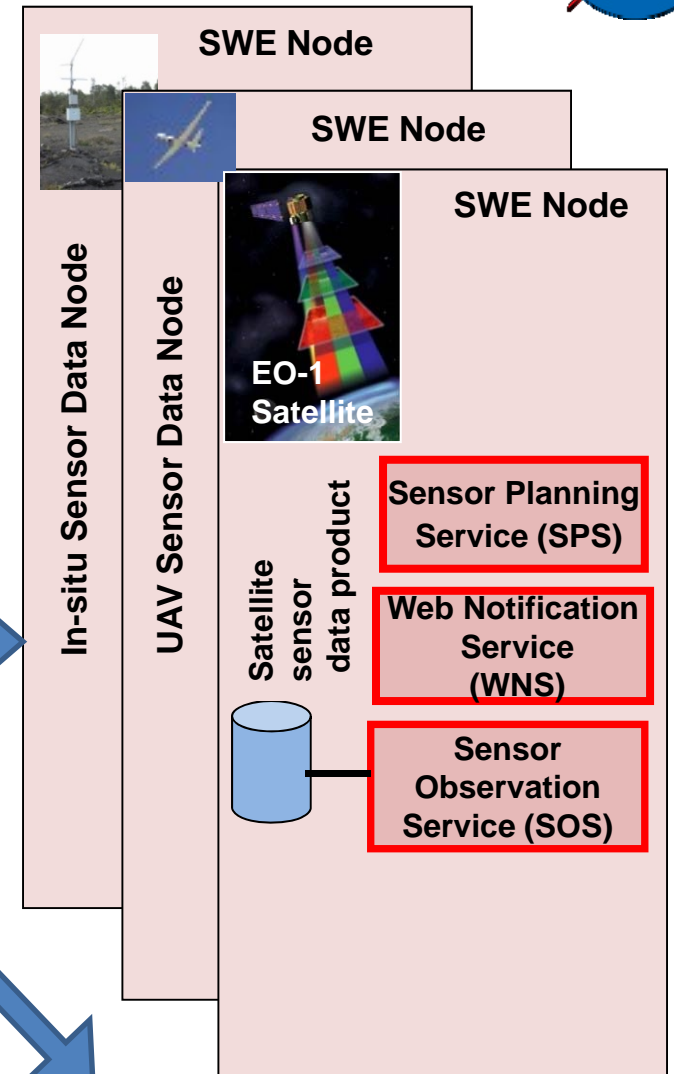 SWE Node
In-situ Sensor Data Node
SWE Node
UAV Sensor Data Node
SWE Node
EO-1
Satellite
Satellite
sensor
data product
Sensor Planning
Service (SPS)
Web Notification
Service
(WNS)
Sensor
Observation
Service (SOS)